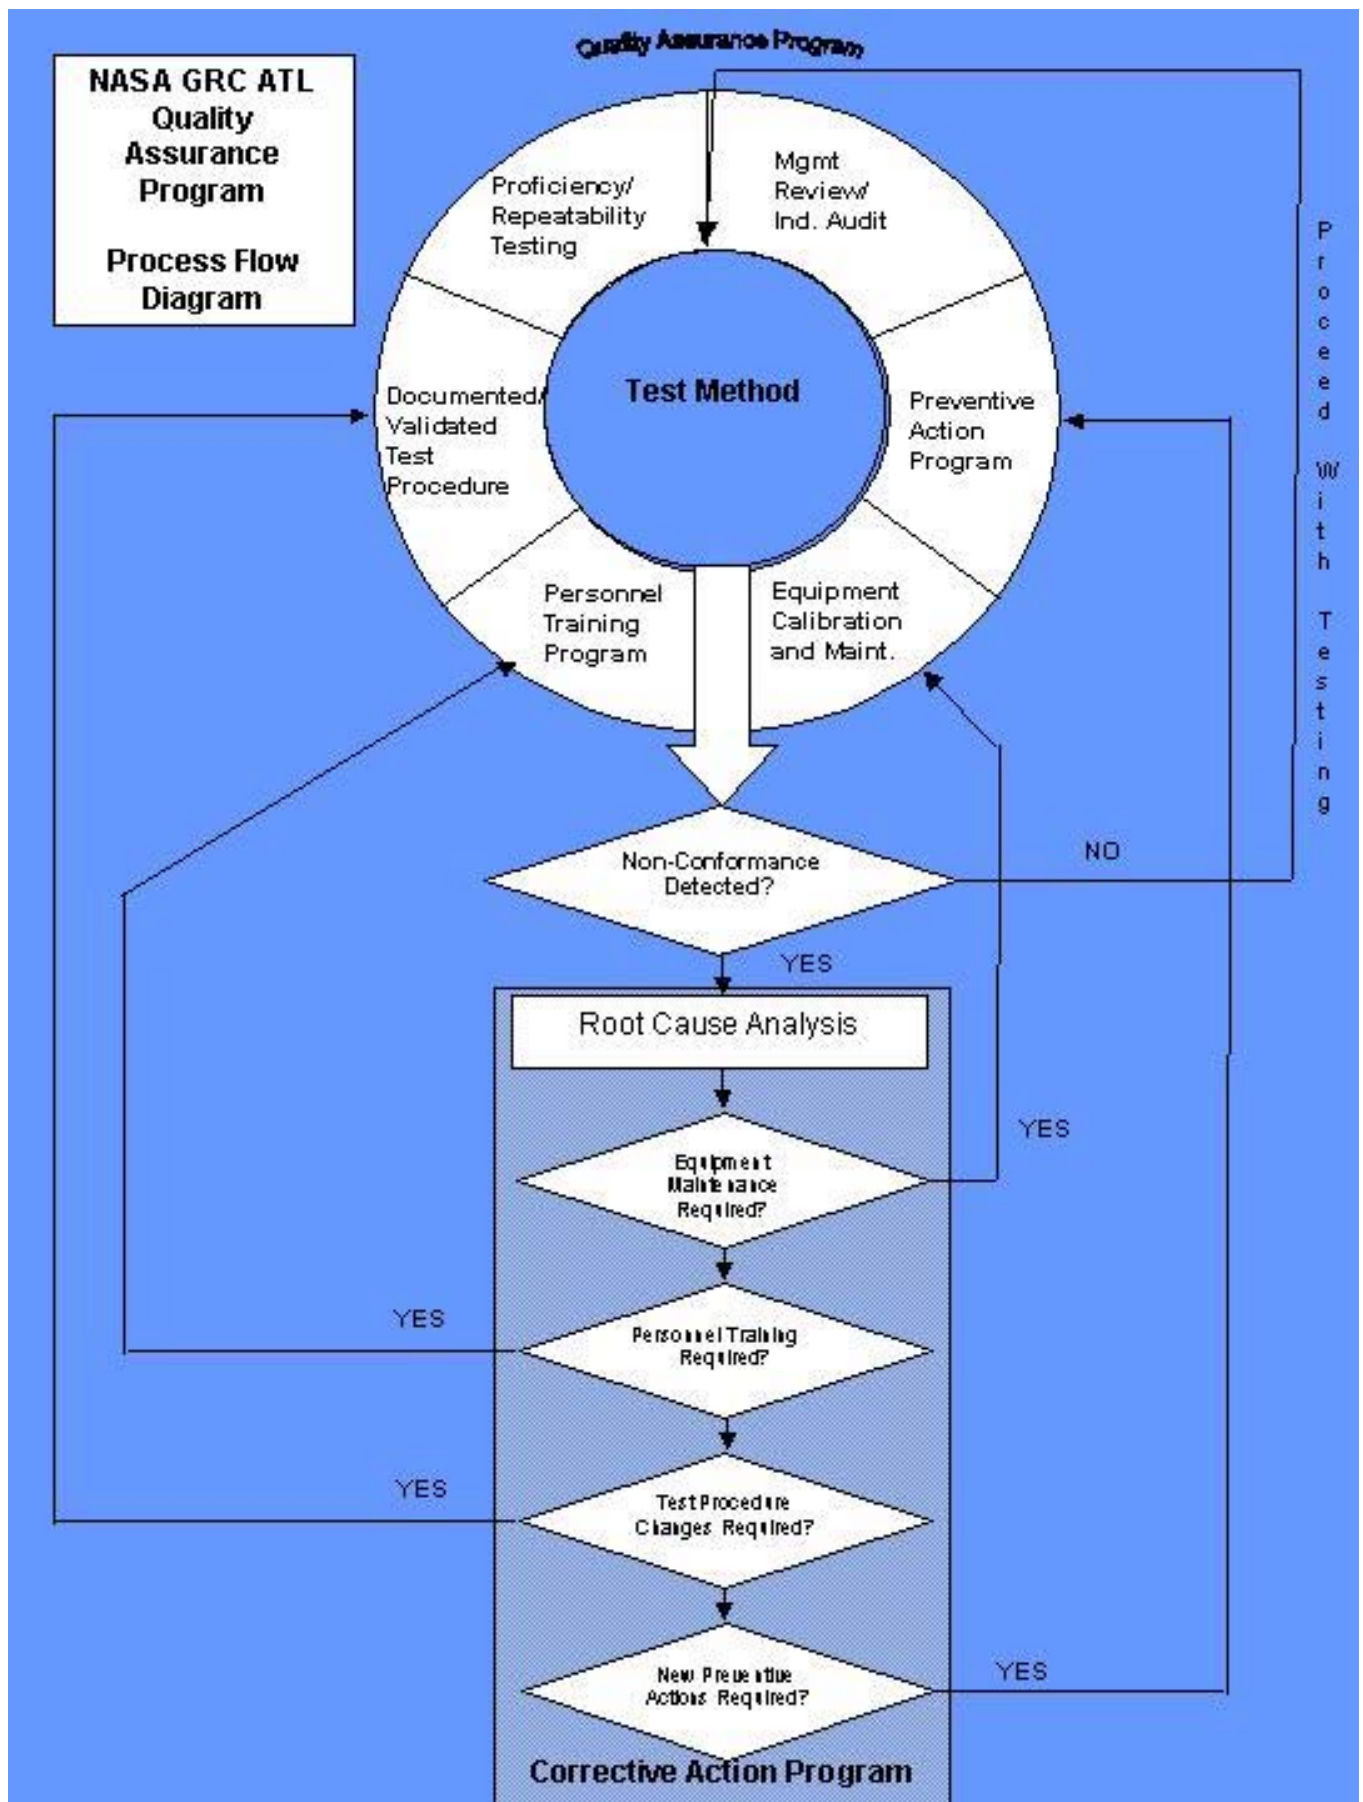 Quality Assurance Program
NASA GRC ATL
Quality
Assurance
Program
Process Flow
Diagram
Proficiency/
Repeatability
Testing
Mgmt
Review/
Ind. Audit
Documented/
Validated
Test
Procedure
Test Method
Preventive
Action
Program
Personnel
Training
Program
Equipment
Calibration
and Maint.
Proceed With Testing
Non-Conformance
Detected?
NO
YES
Root Cause Analysis
Equipment
Maintenance
Required?
YES
Personnel Training
Required?
YES
Test Procedure
Changes Required?
YES
New Preventive
Actions Required?
YES
Corrective Action Program